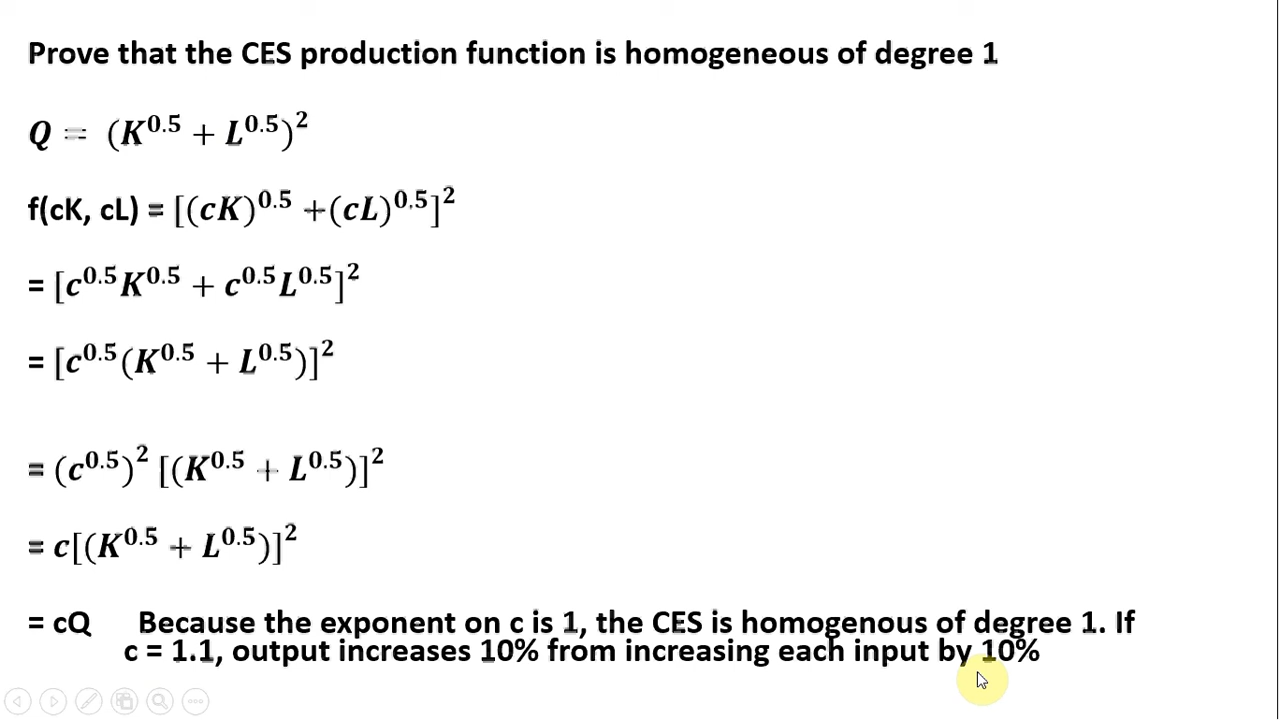 Prove that the CES production function is homogeneous of degree 1
Q = (K^0.5 + L^0.5)^2
f(cK, cL) = [(cK)^0.5 +(cL)^0.5]^2
= [c^0.5K^0.5 + c^0.5L^0.5]^2
= [c^0.5(K^0.5 + L^0.5)]^2
= (c^0.5)^2 [(K^0.5 + L^0.5)]^2
= c[(K^0.5 + L^0.5)]^2
= cQ Because the exponent on c is 1, the CES is homogenous of degree 1. If
c = 1.1, output increases 10% from increasing each input by 10%